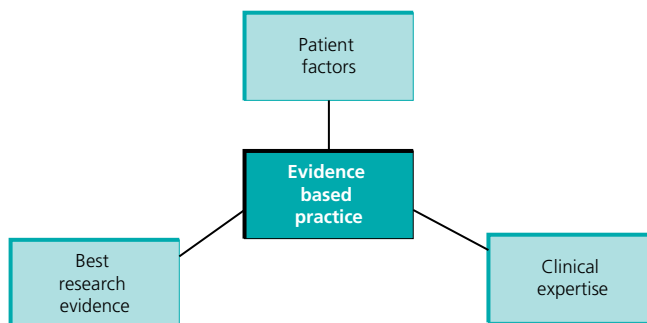 Patient
factors
Evidence
based
practice
Best
research
evidence
Clinical
expertise